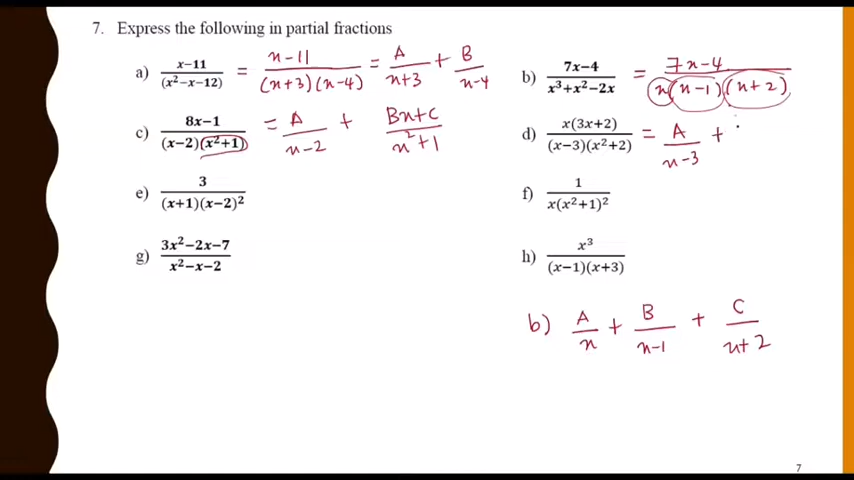 7. Express the following in partial fractions
a) x−11/(x²−x−12) = x−11/(x+3)(x−4) = A/x+3 + B/x−4
b) 7x−4/x³+x²−2x = 7x−4/x(x−1)(x+2)
c) 8x−1/(x−2)(x²+1) = A/x−2 + Bx+C/x²+1
d) x(3x+2)/(x−3)(x²+2) = A/x−3 +
e) 3/(x+1)(x−2)²
f) 1/x(x²+1)²
g) 3x²−2x−7/x²−x−2
h) x³/(x−1)(x+3)
b) A/x + B/x−1 + C/x+2
7